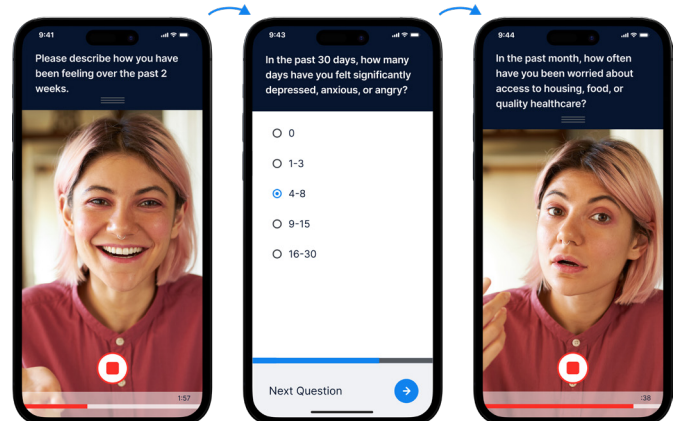 9:41
Please describe how you have
been feeling over the past 2
weeks.
1:57
9:43
In the past 30 days, how many
days have you felt significantly
depressed, anxious, or angry?
0
1-3
4-8
9-15
16-30
Next Question
9:44
In the past month, how often
have you been worried about
access to housing, food, or
quality healthcare?
:38